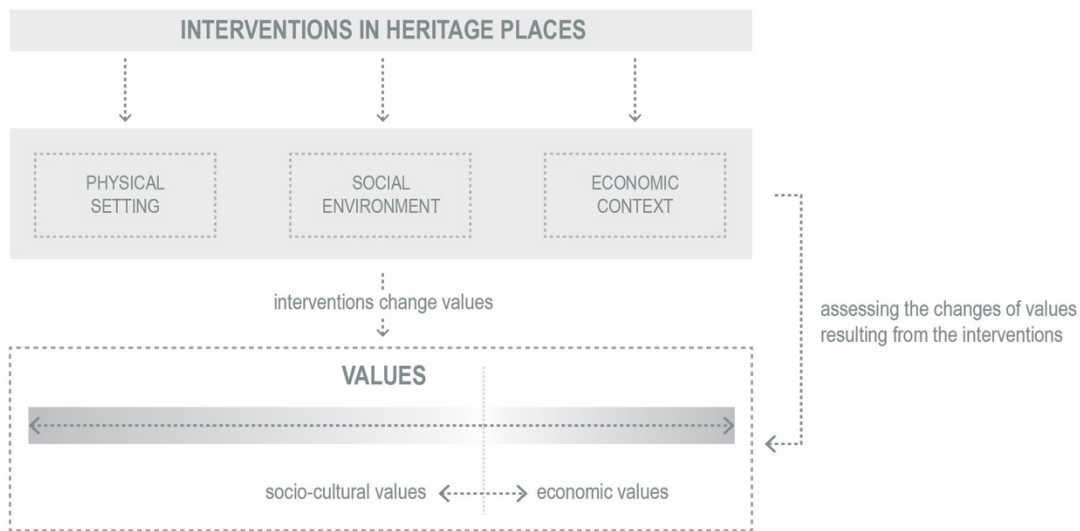 INTERVENTIONS IN HERITAGE PLACES
PHYSICAL
SETTING
SOCIAL
ENVIRONMENT
ECONOMIC
CONTEXT
interventions change values
assessing the changes of values
resulting from the interventions
VALUES
socio-cultural values
economic values